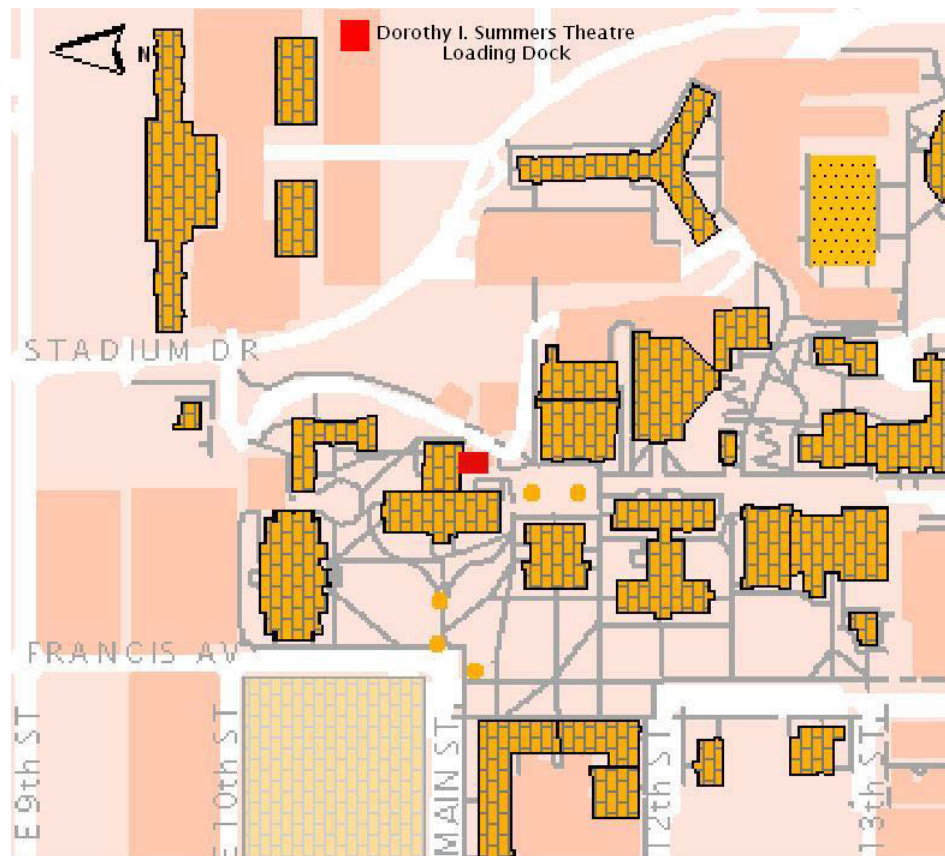 N
Dorothy I. Summers Theatre
Loading Dock
STADIUM DR
FRANCIS AV
E 9th ST
E 10th ST
MAIN ST
12th ST
13th ST